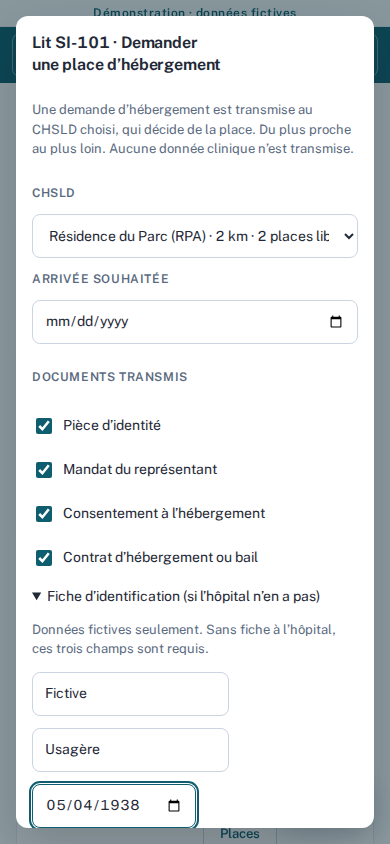 Démonstration · données fictives
Lit SI-101 · Demander
une place d’hébergement
Une demande d’hébergement est transmise au
CHSLD choisi, qui décide de la place. Du plus proche
au plus loin. Aucune donnée clinique n’est transmise.
CHSLD
Résidence du Parc (RPA) · 2 km · 2 places lib
ARRIVÉE SOUHAITÉE
mm/dd/yyyy
DOCUMENTS TRANSMIS
Pièce d’identité
Mandat du représentant
Consentement à l’hébergement
Contrat d’hébergement ou bail
Fiche d’identification (si l’hôpital n’en a pas)
Données fictives seulement. Sans fiche à l’hôpital,
ces trois champs sont requis.
Fictive
Usagère
05/04/1938
Places